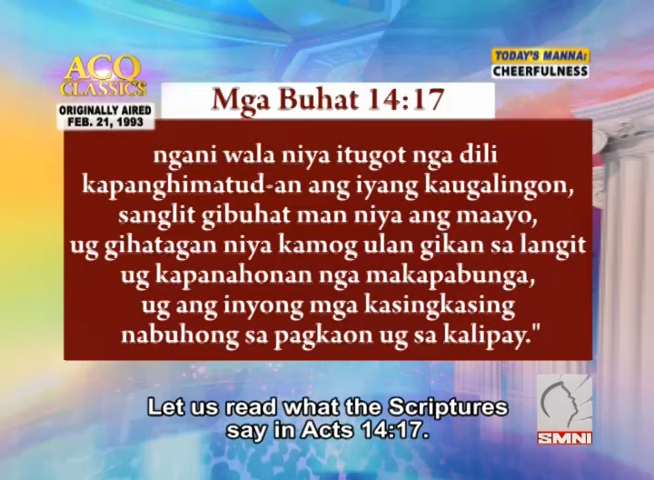 ACQ
CLASSICS
ORIGINALLY AIRED
FEB. 21, 1993
TODAY'S MANNA:
CHEERFULNESS
Mga Buhat 14:17
ngani wala niya itugot nga dili
kapanghimatud-an ang iyang kaugalingon,
sanglit gibuhat man niya ang maayo,
ug gihatagan niya kamog ulan gikan sa langit
ug kapanahonan nga makapabunga,
ug ang inyong mga kasingkasing
nabuhong sa pagkaon ug sa kalipay."
Let us read what the Scriptures
say in Acts 14:17.
SMNI